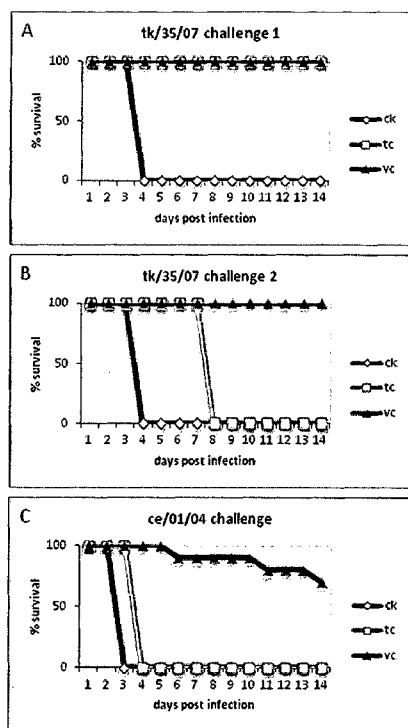 A
tk/35/07 challenge 1
% survival
100
50
0
1 2 3 4 5 6 7 8 9 10 11 12 13 14
days post infection
ck
tc
vc
B
tk/35/07 challenge 2
% survival
100
50
0
1 2 3 4 5 6 7 8 9 10 11 12 13 14
days post infection
ck
tc
vc
C
ce/01/04 challenge
% survival
100
50
0
1 2 3 4 5 6 7 8 9 10 11 12 13 14
days post infection
ck
tc
vc